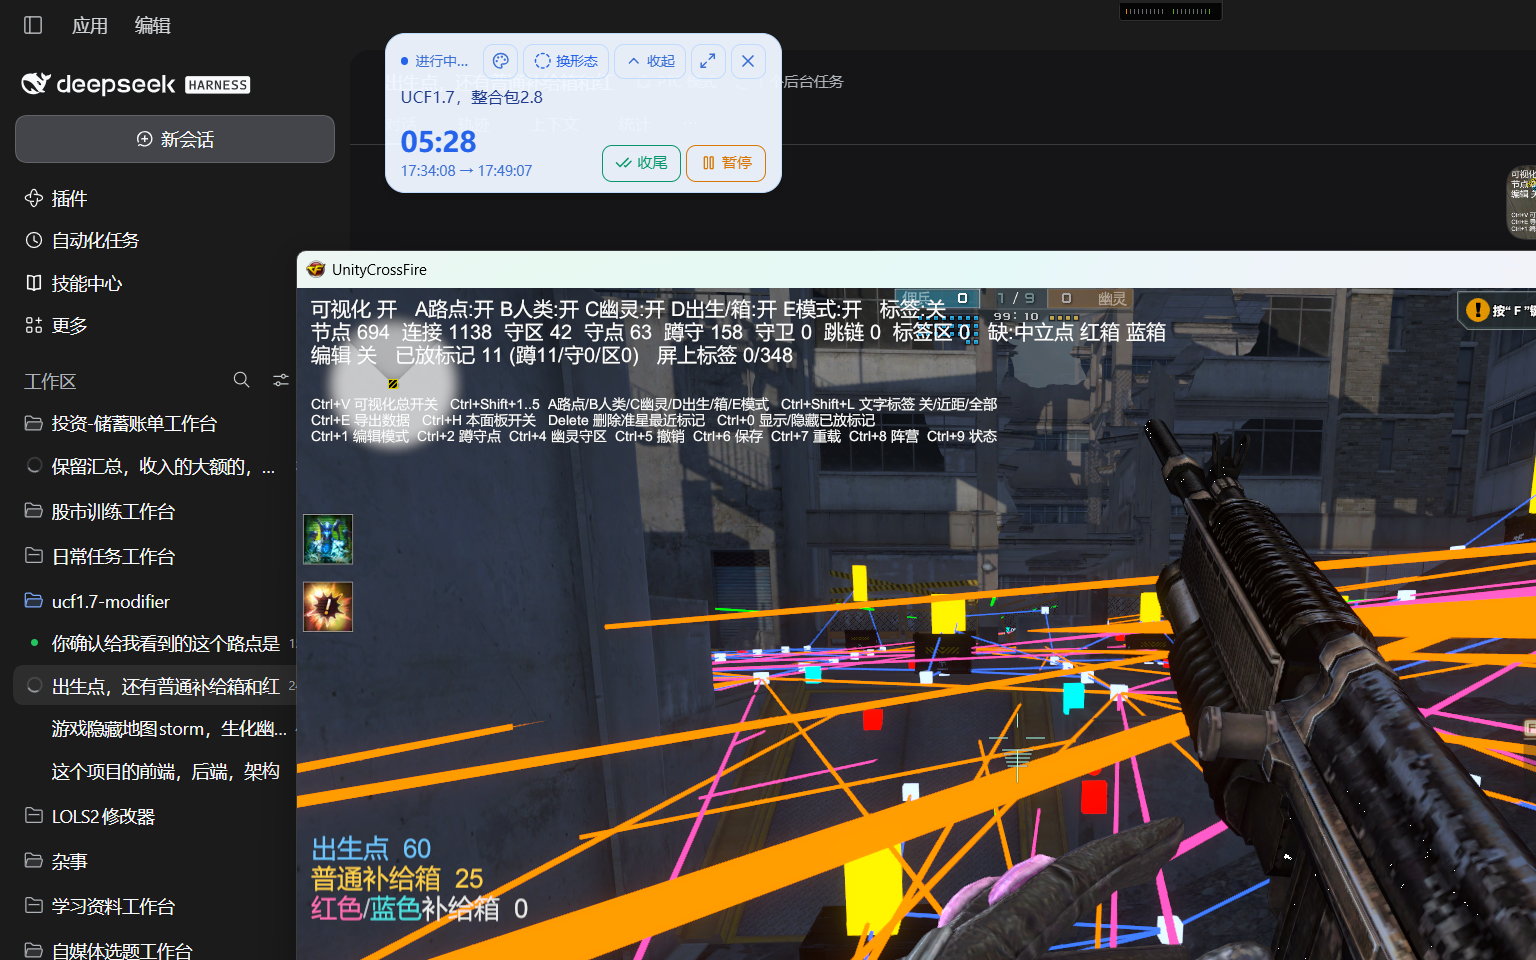 应用 编辑
deepseek HARNESS
新会话
插件
自动化任务
技能中心
更多
工作区
投资-储蓄账单工作台
保留汇总，收入的大额的，...
股市训练工作台
日常任务工作台
ucf1.7-modifier
你确认给我看到的这个路点是
出生点，还有普通补给箱和红
游戏隐藏地图storm，生化幽...
这个项目的前端，后端，架构
LOLS2修改器
杂事
学习资料工作台
自媒体选题工作台
进行中... 换形态 收起
后台任务
UCF1.7，整合包2.8
05:28
17:34:08 → 17:49:07
收尾 暂停
可视化
节点
编辑 关
UnityCrossFire
可视化 开 A路点:开 B人类:开 C幽灵:开 D出生/箱:开 E模式:开 标签:关
节点 694 连接 1138 守区 42 守点 63 蹲守 158 守卫 0 跳链 0 标签区 0 缺:中立点 红箱 蓝箱
编辑 关 已放标记 11 (蹲11/守0/区0) 屏上标签 0/348
佣兵 0 1 / 9 0 幽灵
99: 10
按“F”键
Ctrl+V 可视化总开关 Ctrl+Shift+1..5 A路点/B人类/C幽灵/D出生/箱/E模式 Ctrl+Shift+L 文字标签 关/近距/全部
Ctrl+E 导出数据 Ctrl+H 本面板开关 Delete 删除准星最近标记 Ctrl+0 显示/隐藏已放标记
Ctrl+1 编辑模式 Ctrl+2 蹲守点 Ctrl+4 幽灵守区 Ctrl+5 撤销 Ctrl+6 保存 Ctrl+7 重载 Ctrl+8 阵营 Ctrl+9 状态
出生点 60
普通补给箱 25
红色/蓝色补给箱 0